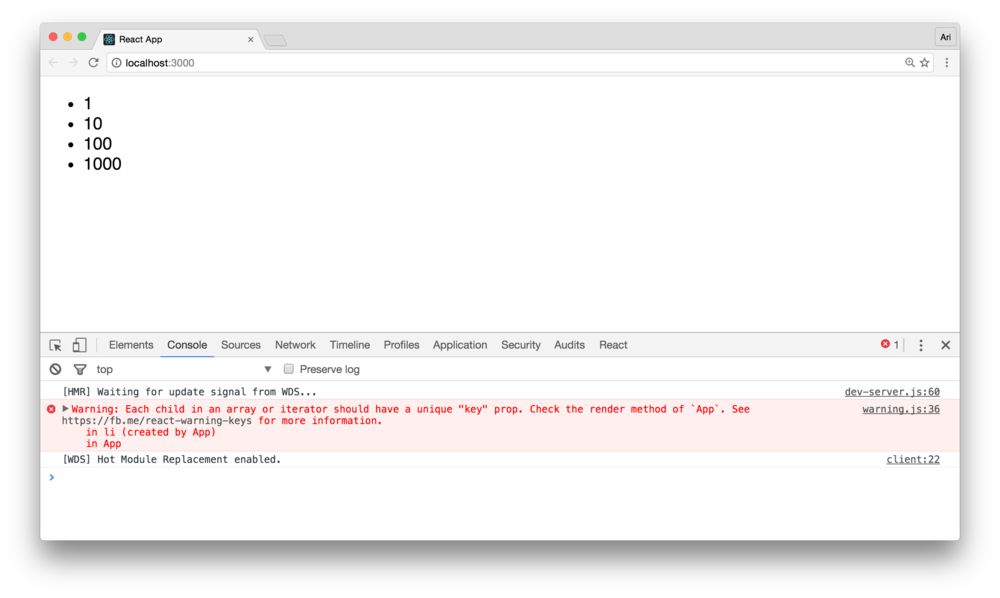 React App
Ari
localhost:3000
1
10
100
1000
Elements Console Sources Network Timeline Profiles Application Security Audits React 1
top Preserve log
[HMR] Waiting for update signal from WDS... dev-server.js:60
Warning: Each child in an array or iterator should have a unique "key" prop. Check the render method of `App`. See warning.js:36
https://fb.me/react-warning-keys for more information.
in li (created by App)
in App
[WDS] Hot Module Replacement enabled. client:22